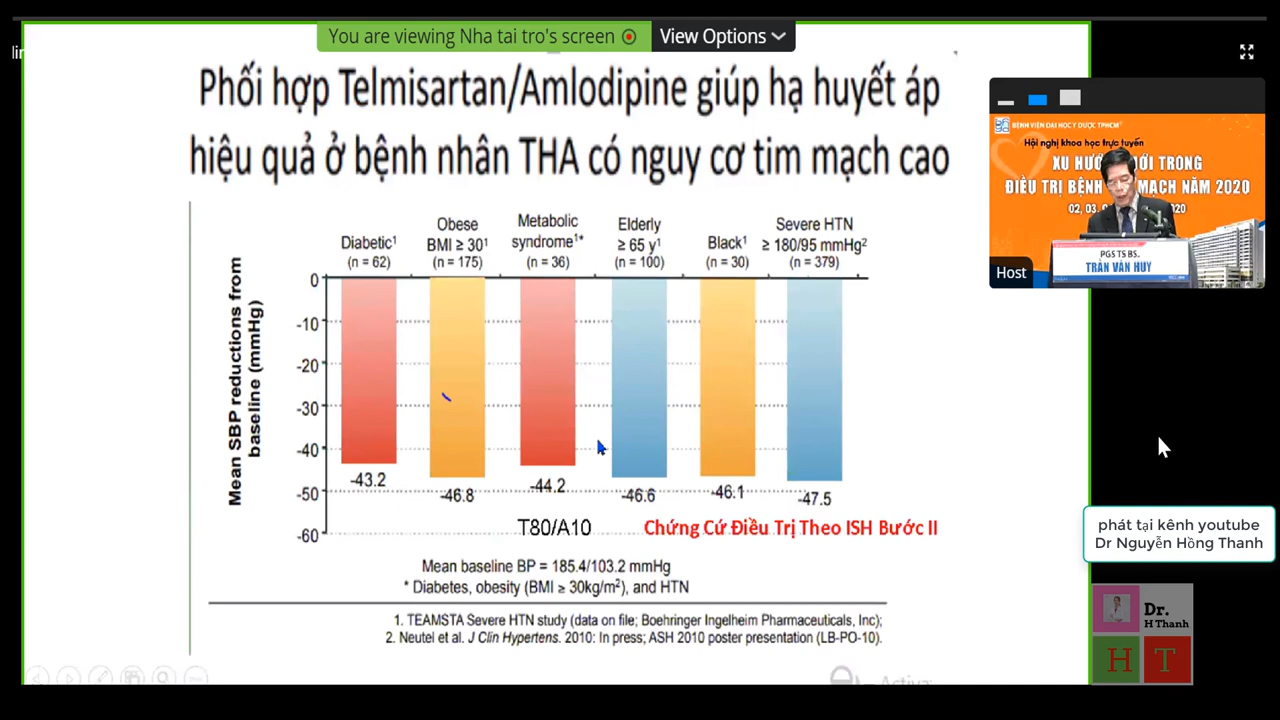 You are viewing Nha tai tro's screen
View Options
Phối hợp Telmisartan/Amlodipine giúp hạ huyết áp
hiệu quả ở bệnh nhân THA có nguy cơ tim mạch cao
Diabetic¹
(n = 62)
Obese
BMI ≥ 30¹
(n = 175)
Metabolic
syndrome¹*
(n = 36)
Elderly
≥ 65 y¹
(n = 100)
Black¹
(n = 30)
Severe HTN
≥ 180/95 mmHg²
(n = 379)
Mean SBP reductions from
baseline (mmHg)
0
-10
-20
-30
-40
-50
-60
-43.2
-46.8
-44.2
-46.6
-46.1
-47.5
T80/A10
Chứng Cứ Điều Trị Theo ISH Bước II
Mean baseline BP = 185.4/103.2 mmHg
* Diabetes, obesity (BMI ≥ 30kg/m²), and HTN
1. TEAMSTA Severe HTN study (data on file; Boehringer Ingelheim Pharmaceuticals, Inc);
2. Neutel et al. J Clin Hypertens. 2010: In press; ASH 2010 poster presentation (LB-PO-10).
BỆNH VIỆN ĐẠI HỌC Y DƯỢC TPHCM
Hội nghị khoa học trực tuyến
XU HƯỚ ỚI TRONG
ĐIỀU TRỊ BỆNH MẠCH NĂM 2020
02, 03, 2020
PGS TS BS.
TRẦN VĂN HUY
Host
phát tại kênh youtube
Dr Nguyễn Hồng Thanh
Dr.
H Thanh
H T